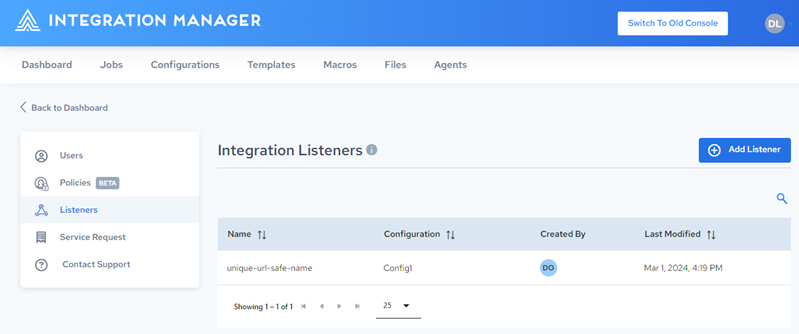 INTEGRATION MANAGER
Switch To Old Console
DL
Dashboard Jobs Configurations Templates Macros Files Agents
Back to Dashboard
Users
Policies BETA
Listeners
Service Request
Contact Support
Integration Listeners
Add Listener
Name Configuration Created By Last Modified
unique-url-safe-name Config1 DO Mar 1, 2024, 4:19 PM
Showing 1 – 1 of 1 25